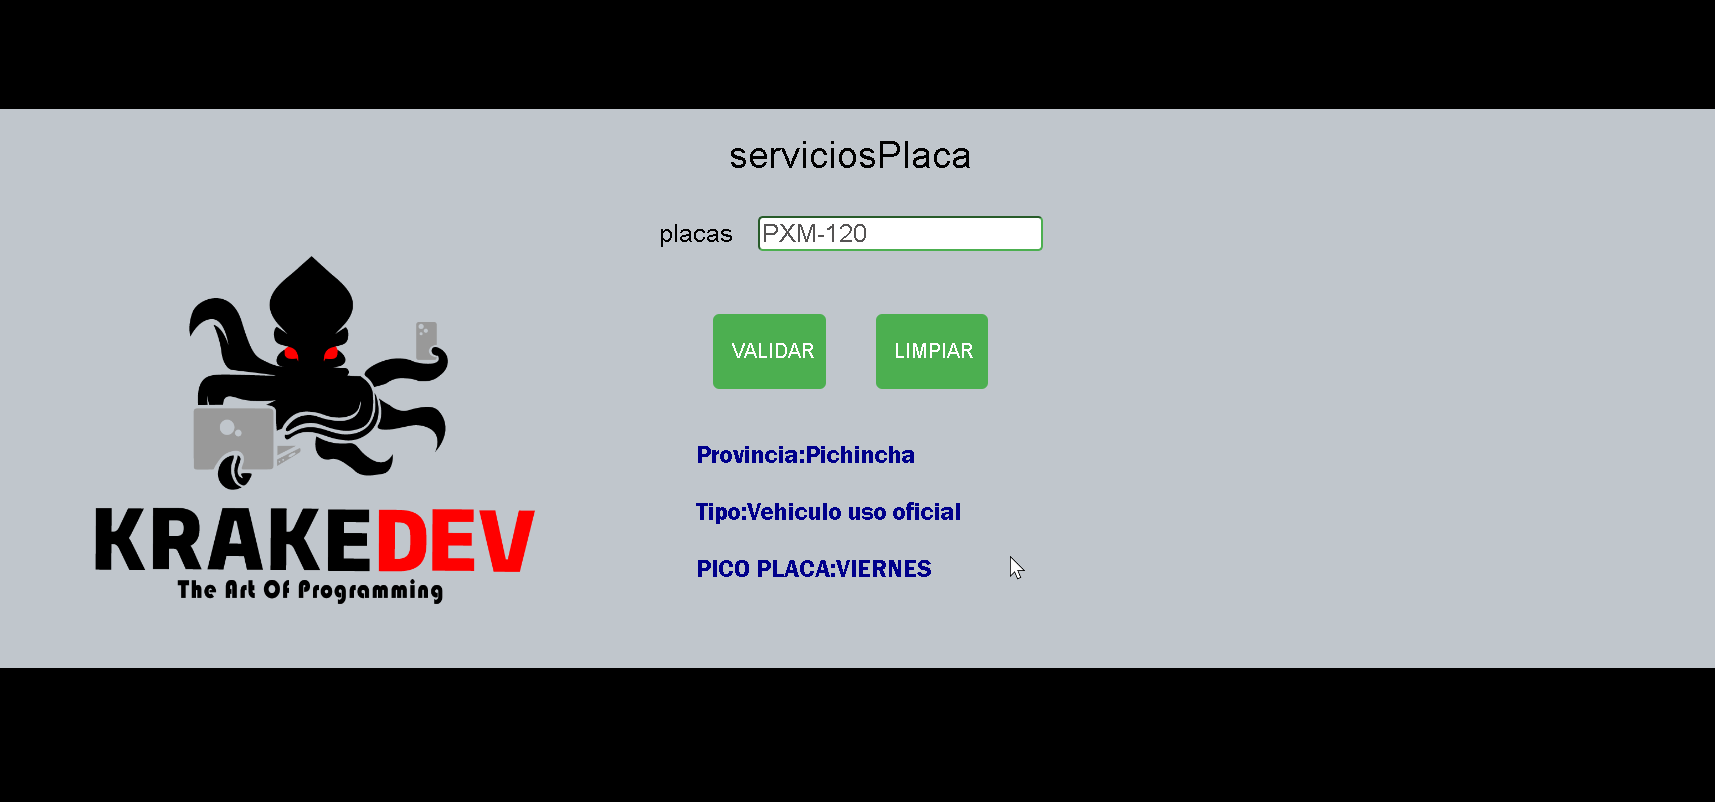 serviciosPlaca
placas PXM-120
VALIDAR LIMPIAR
Provincia:Pichincha
Tipo:Vehiculo uso oficial
PICO PLACA:VIERNES
KRAKEDEV
The Art Of Programming